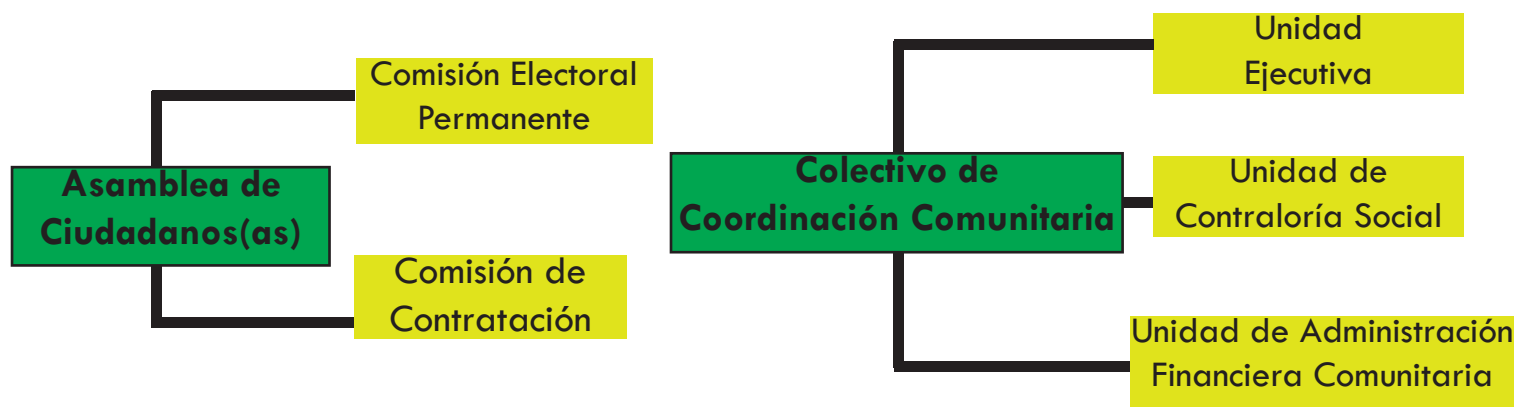 Comisión Electoral
Permanente
Asamblea de
Ciudadanos(as)
Comisión de
Contratación
Unidad
Ejecutiva
Colectivo de
Coordinación Comunitaria
Unidad de
Contraloría Social
Unidad de Administración
Financiera Comunitaria